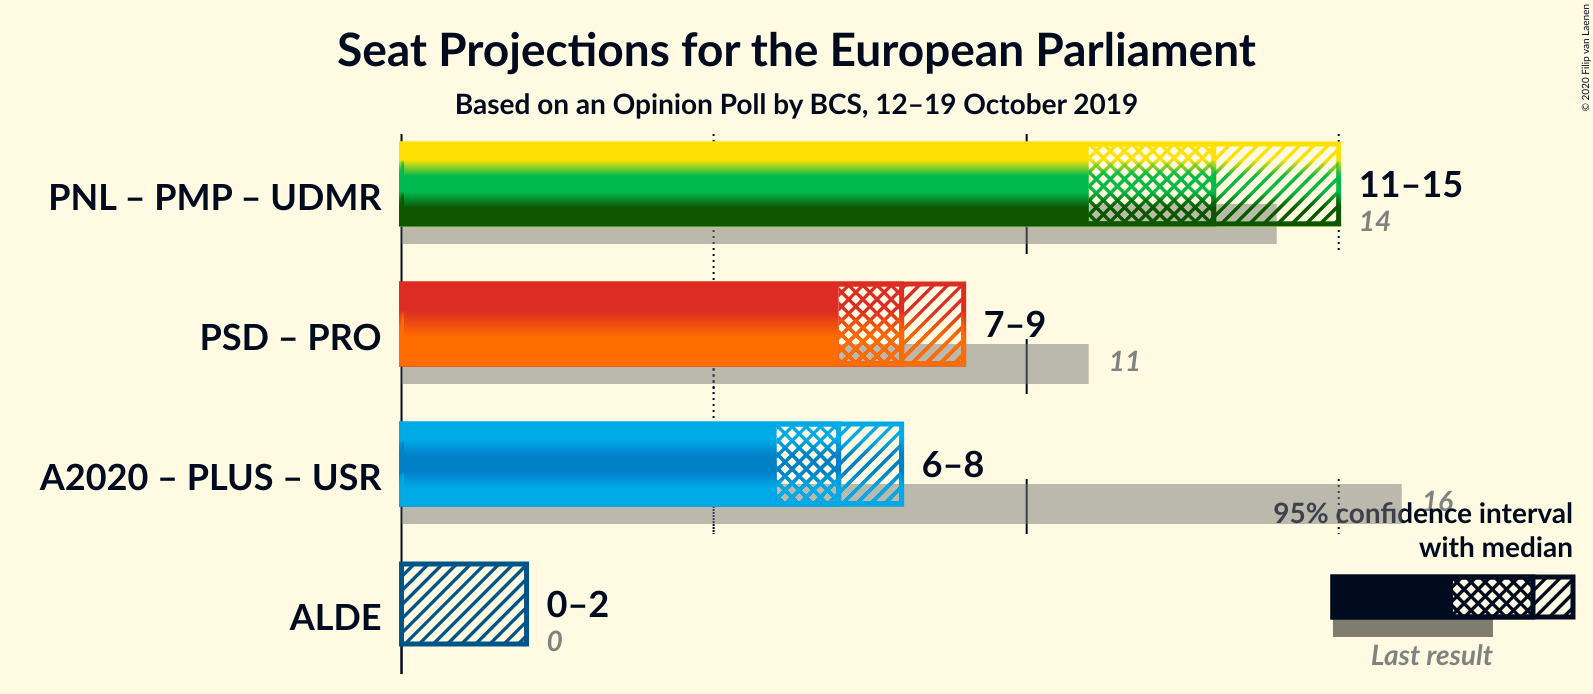 Seat Projections for the European Parliament
Based on an Opinion Poll by BCS, 12–19 October 2019
© 2020 Filip van Laenen
PNL – PMP – UDMR
11–15
14
PSD – PRO
7–9
11
A2020 – PLUS – USR
6–8
16
ALDE
0–2
0
95% confidence interval
with median
Last result